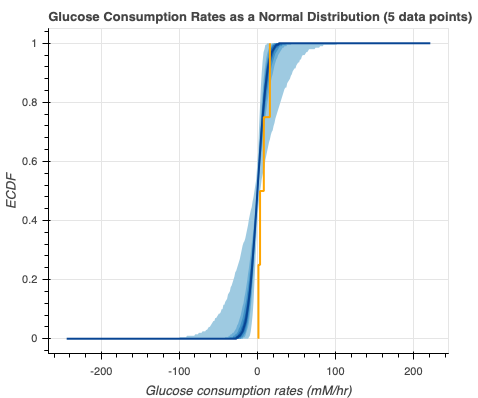 Glucose Consumption Rates as a Normal Distribution (5 data points)
1
0.8
0.6
0.4
0.2
0
ECDF
-200 -100 0 100 200
Glucose consumption rates (mM/hr)